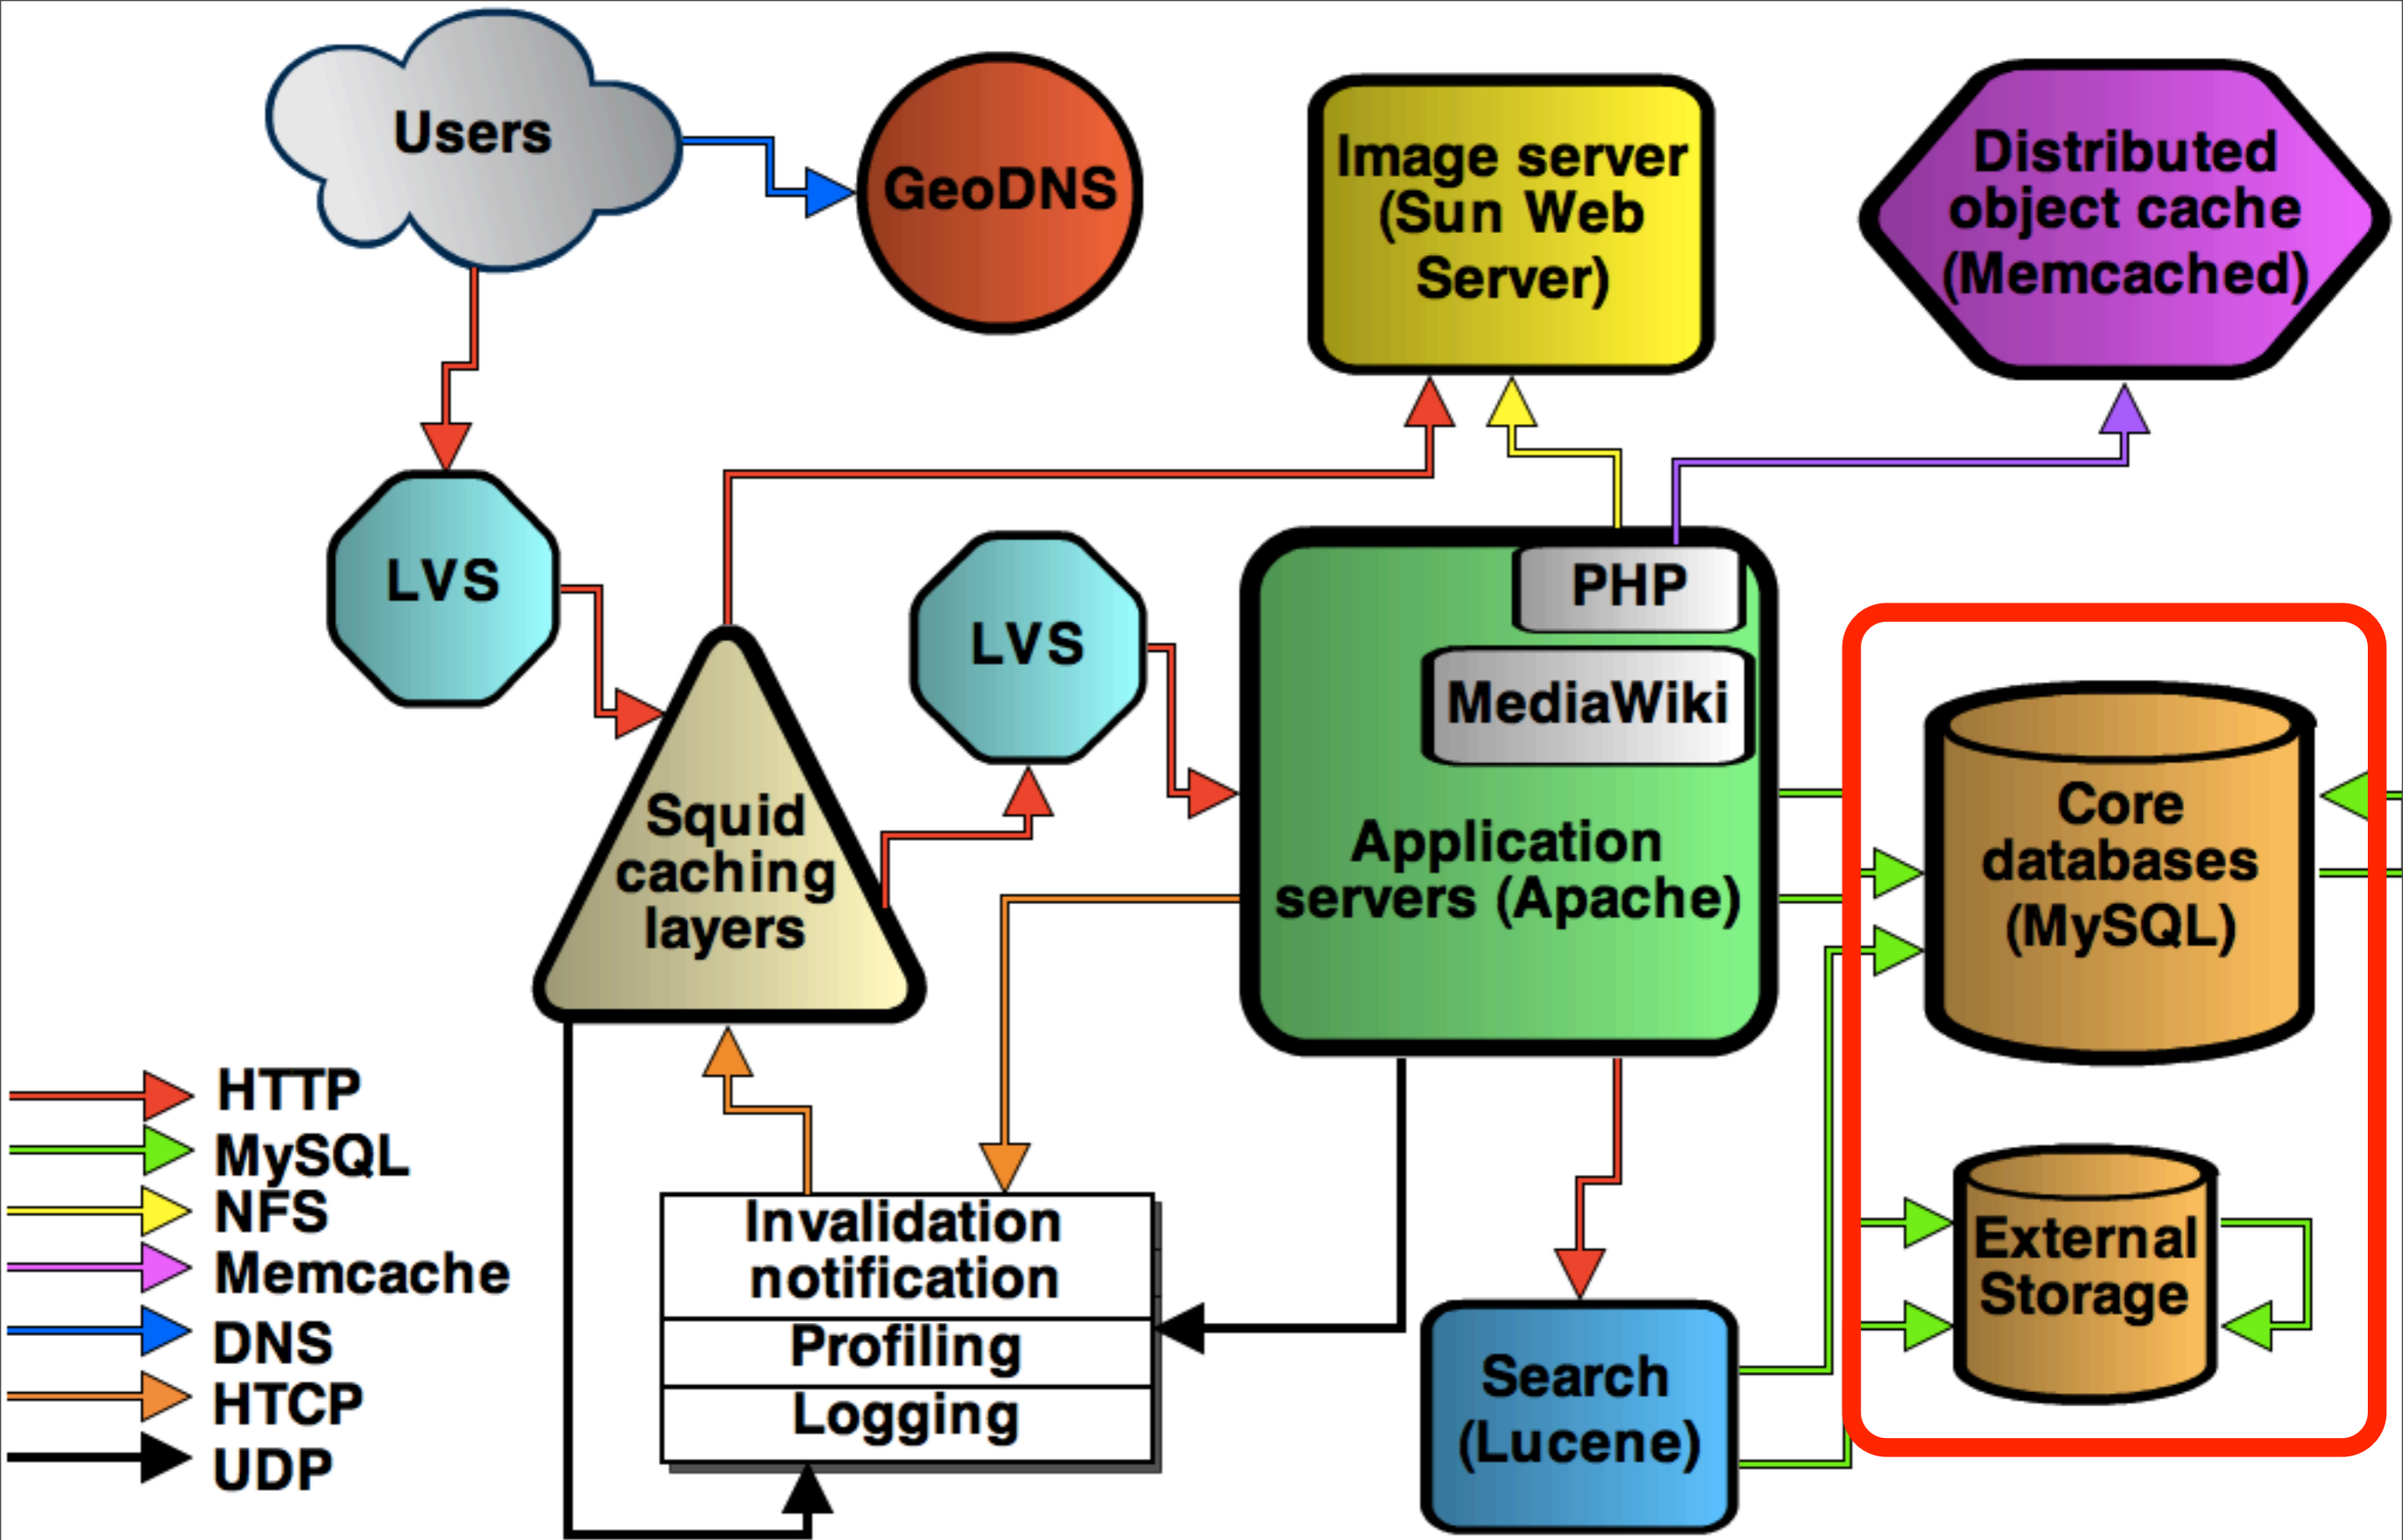 Users
GeoDNS
Image server
(Sun Web
Server)
Distributed
object cache
(Memcached)
LVS
LVS
PHP
MediaWiki
Application
servers (Apache)
Squid
caching
layers
Core
databases
(MySQL)
External
Storage
Invalidation
notification
Profiling
Logging
Search
(Lucene)
HTTP
MySQL
NFS
Memcache
DNS
HTCP
UDP